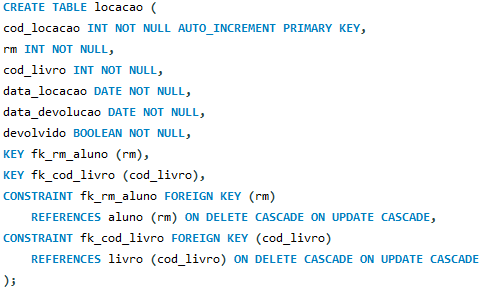 CREATE TABLE locacao (
cod_locacao INT NOT NULL AUTO_INCREMENT PRIMARY KEY,
rm INT NOT NULL,
cod_livro INT NOT NULL,
data_locacao DATE NOT NULL,
data_devolucao DATE NOT NULL,
devolvido BOOLEAN NOT NULL,
KEY fk_rm_aluno (rm),
KEY fk_cod_livro (cod_livro),
CONSTRAINT fk_rm_aluno FOREIGN KEY (rm)
    REFERENCES aluno (rm) ON DELETE CASCADE ON UPDATE CASCADE,
CONSTRAINT fk_cod_livro FOREIGN KEY (cod_livro)
    REFERENCES livro (cod_livro) ON DELETE CASCADE ON UPDATE CASCADE
);